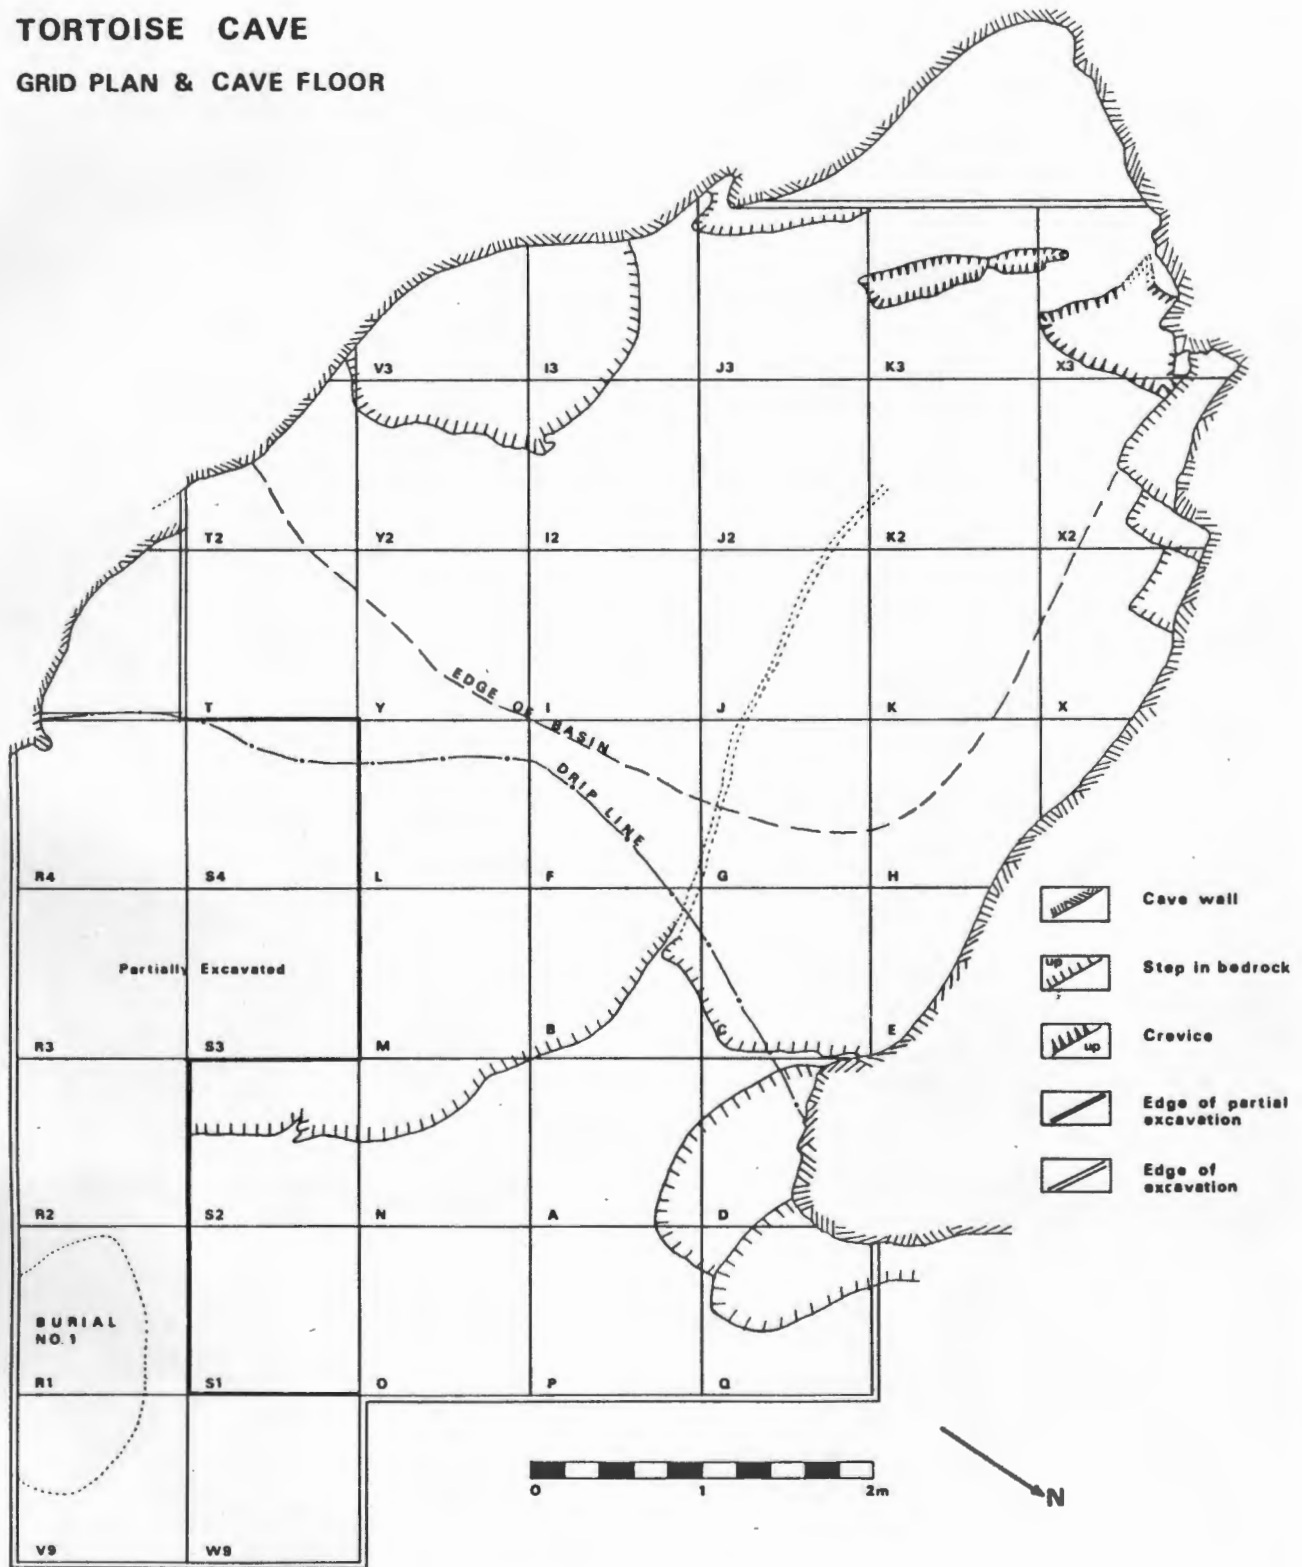 TORTOISE CAVE
GRID PLAN & CAVE FLOOR
V3 I3 J3 K3 X3
T2 Y2 I2 J2 K2 X2
EDGE OF BASIN
T Y I J K X
DRIP LINE
R4 S4 L F G H
Partially Excavated
R3 S3 M B C E
R2 S2 N A D
BURIAL
NO.1
R1 S1 O P Q
V9 W9
Cave wall
up
Step in bedrock
Crevice
up
Edge of partial
excavation
Edge of
excavation
0 1 2m
N